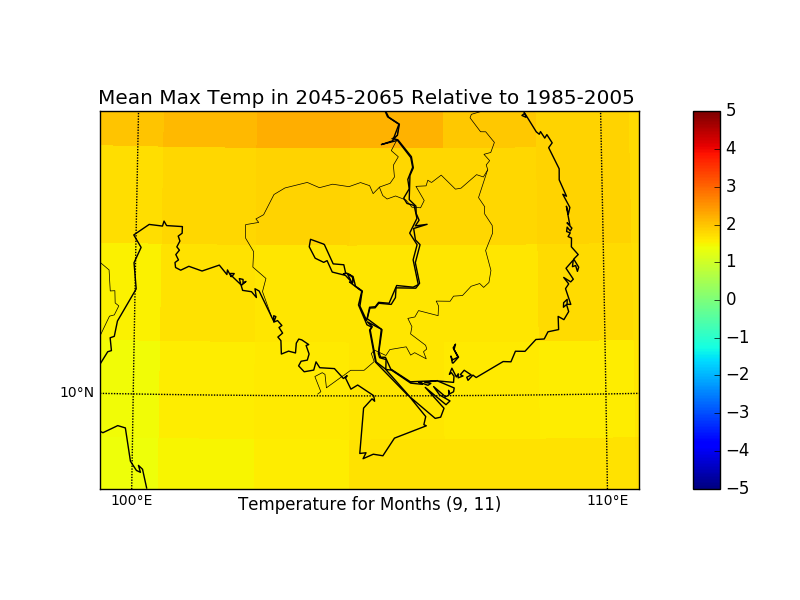 Mean Max Temp in 2045-2065 Relative to 1985-2005
5
4
3
2
1
0
−1
−2
−3
−4
−5
10°N
100°E
110°E
Temperature for Months (9, 11)